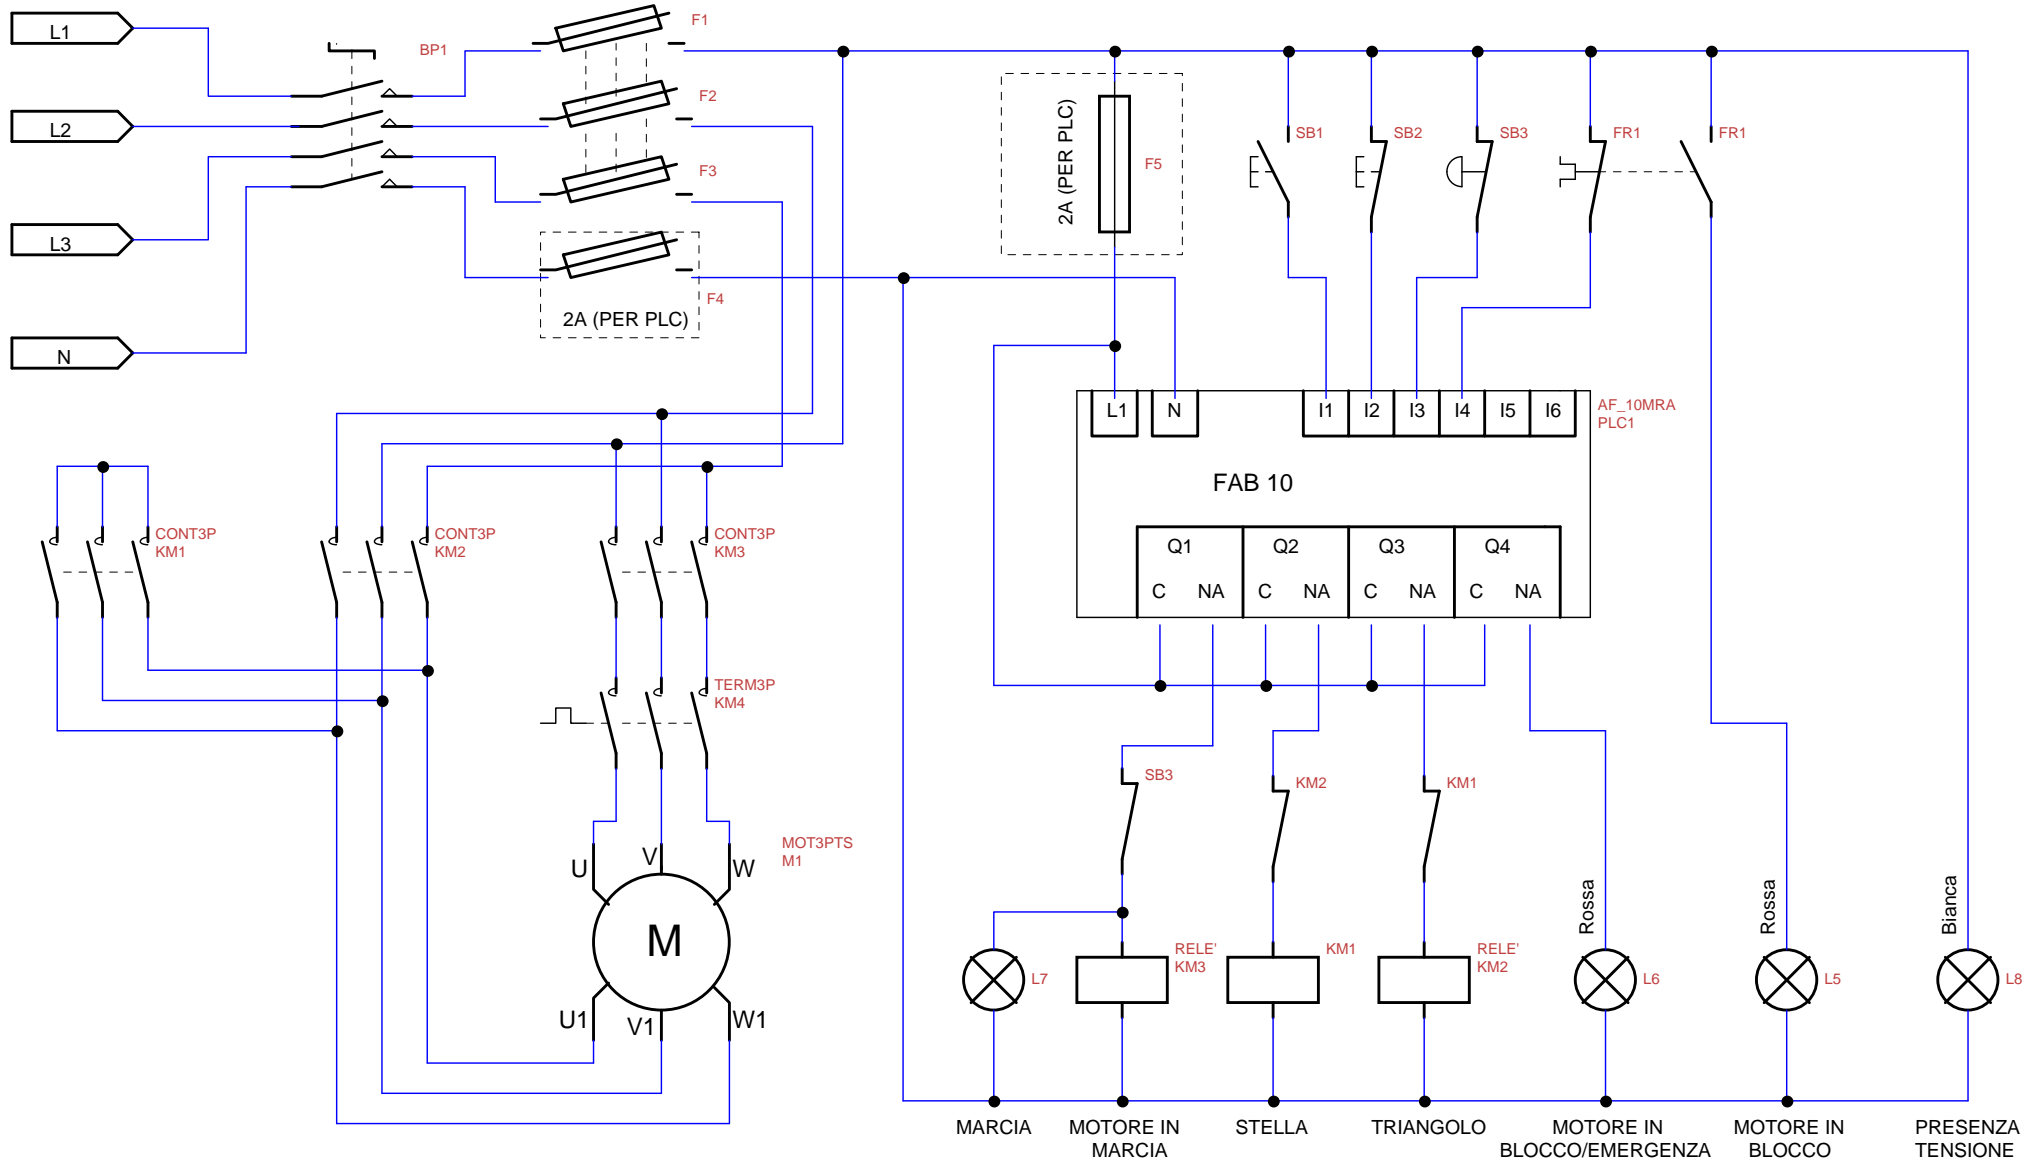 L1
L2
L3
N
BP1
F1
F2
F3
F4
2A (PER PLC)
2A (PER PLC)
F5
SB1
SB2
SB3
FR1
FR1
L1
N
I1
I2
I3
I4
I5
I6
AF_10MRA
PLC1
FAB 10
Q1
Q2
Q3
Q4
C
NA
C
NA
C
NA
C
NA
CONT3P
KM1
CONT3P
KM2
CONT3P
KM3
TERM3P
KM4
MOT3PTS
M1
U
V
W
M
U1
V1
W1
SB3
KM2
KM1
L7
RELE'
KM3
KM1
RELE'
KM2
Rossa
L6
Rossa
L5
Bianca
L8
MARCIA
MOTORE IN
MARCIA
STELLA
TRIANGOLO
MOTORE IN
BLOCCO/EMERGENZA
MOTORE IN
BLOCCO
PRESENZA
TENSIONE